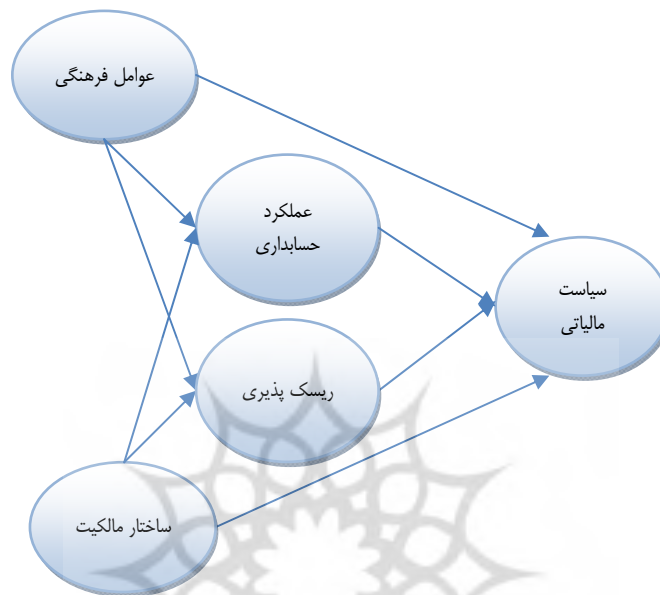 عوامل فرهنگی
عملکرد
حسابداری
سیاست
مالیاتی
ریسک پذیری
ساختار مالکیت